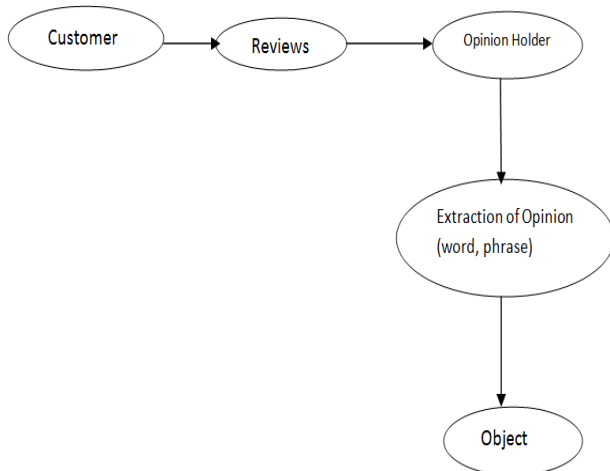 Customer
Reviews
Opinion Holder
Extraction of Opinion
(word, phrase)
Object